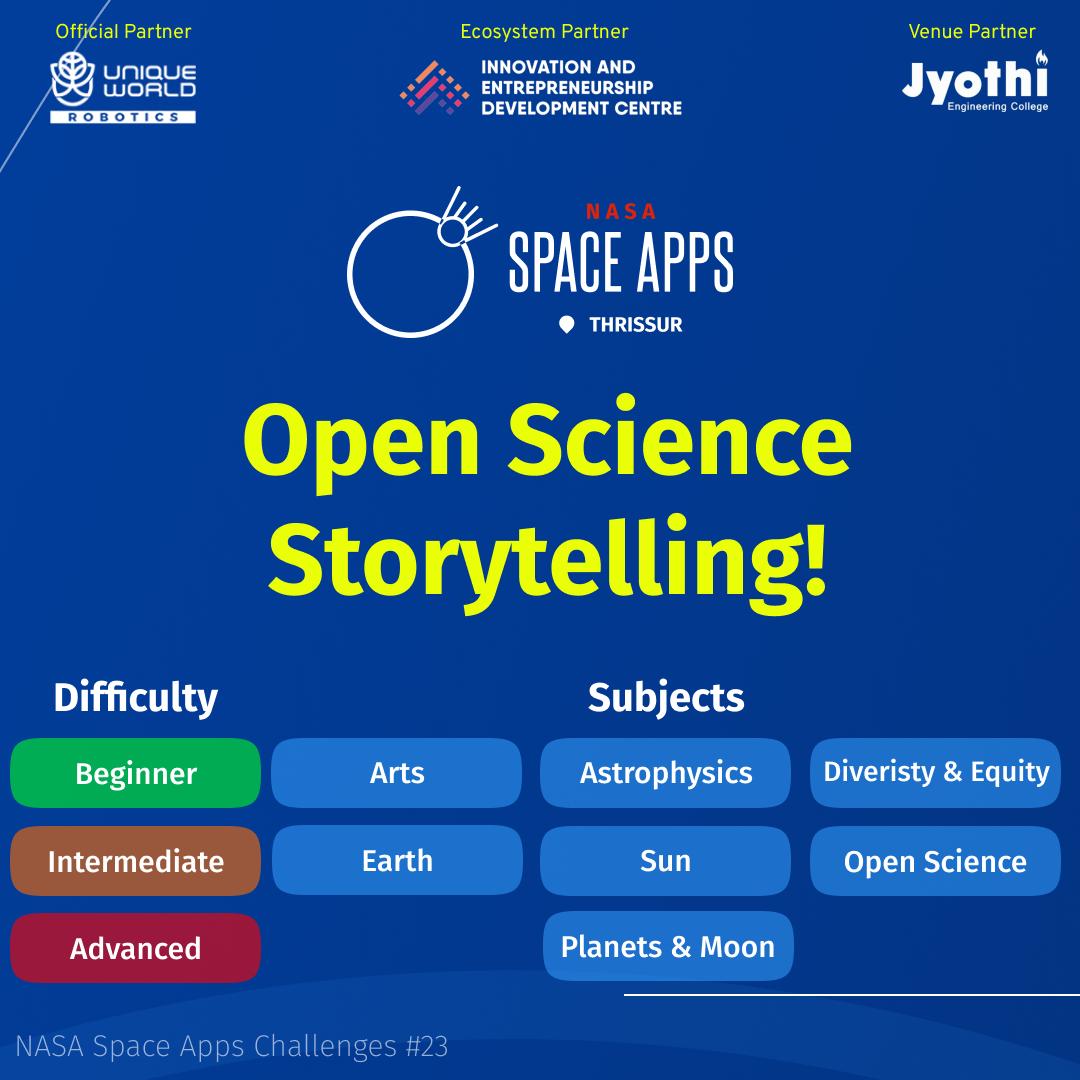 Official Partner
Ecosystem Partner
Venue Partner
UNIQUE
WORLD
ROBOTICS
INNOVATION AND
ENTREPRENEURSHIP
DEVELOPMENT CENTRE
Jyothi
Engineering College
NASA
SPACE APPS
THRISSUR
Open Science
Storytelling!
Difficulty
Subjects
Beginner
Arts
Astrophysics
Diveristy & Equity
Intermediate
Earth
Sun
Open Science
Advanced
Planets & Moon
NASA Space Apps Challenges #23